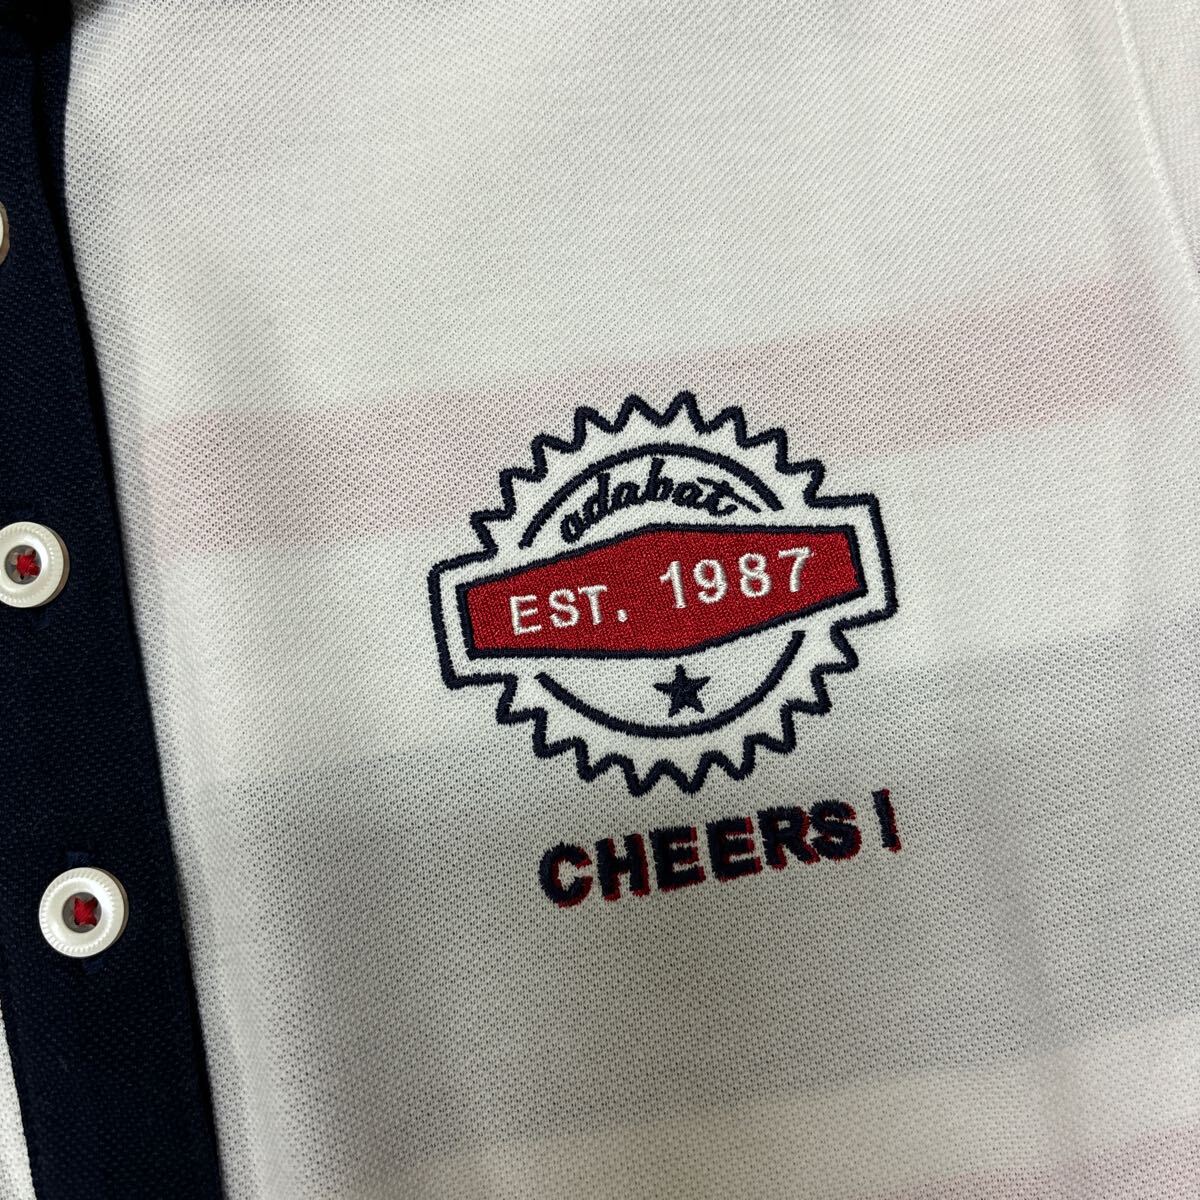 adabat
EST. 1987
CHEERS I